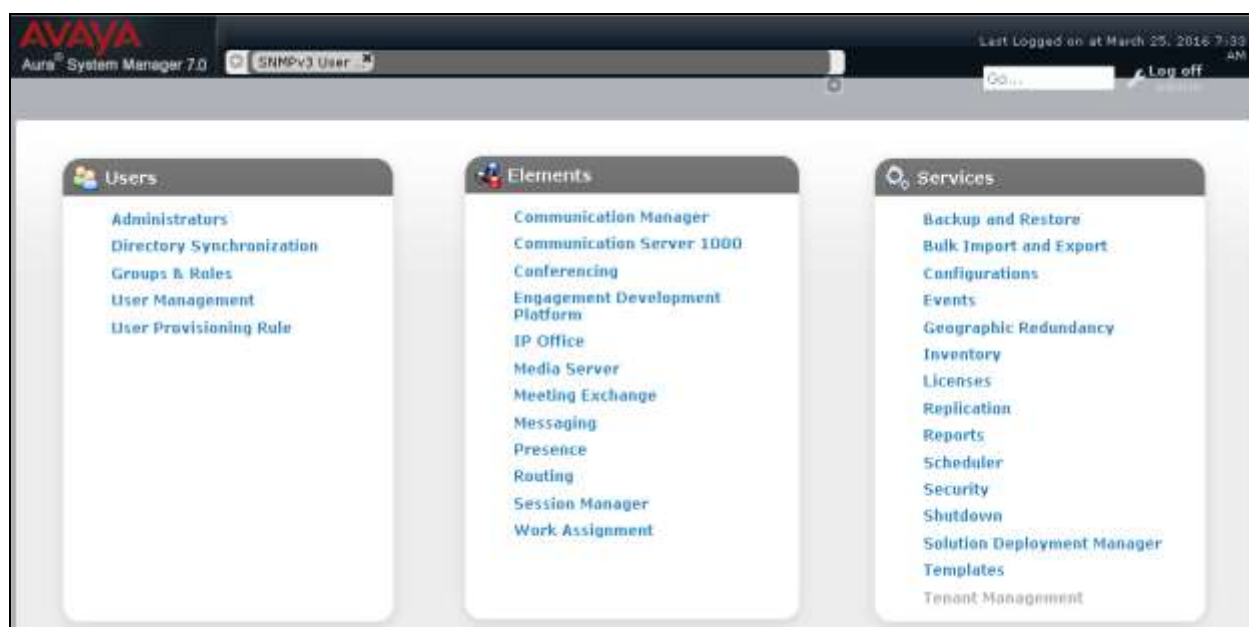 AVAYA
Aura® System Manager 7.0
SNMPv3 User ×
Last Logged on at March 25, 2016 7:33
AM
Go...
Log off
Users
Administrators
Directory Synchronization
Groups & Roles
User Management
User Provisioning Rule
Elements
Communication Manager
Communication Server 1000
Conferencing
Engagement Development
Platform
IP Office
Media Server
Meeting Exchange
Messaging
Presence
Routing
Session Manager
Work Assignment
Services
Backup and Restore
Bulk Import and Export
Configurations
Events
Geographic Redundancy
Inventory
Licenses
Replication
Reports
Scheduler
Security
Shutdown
Solution Deployment Manager
Templates
Tenant Management